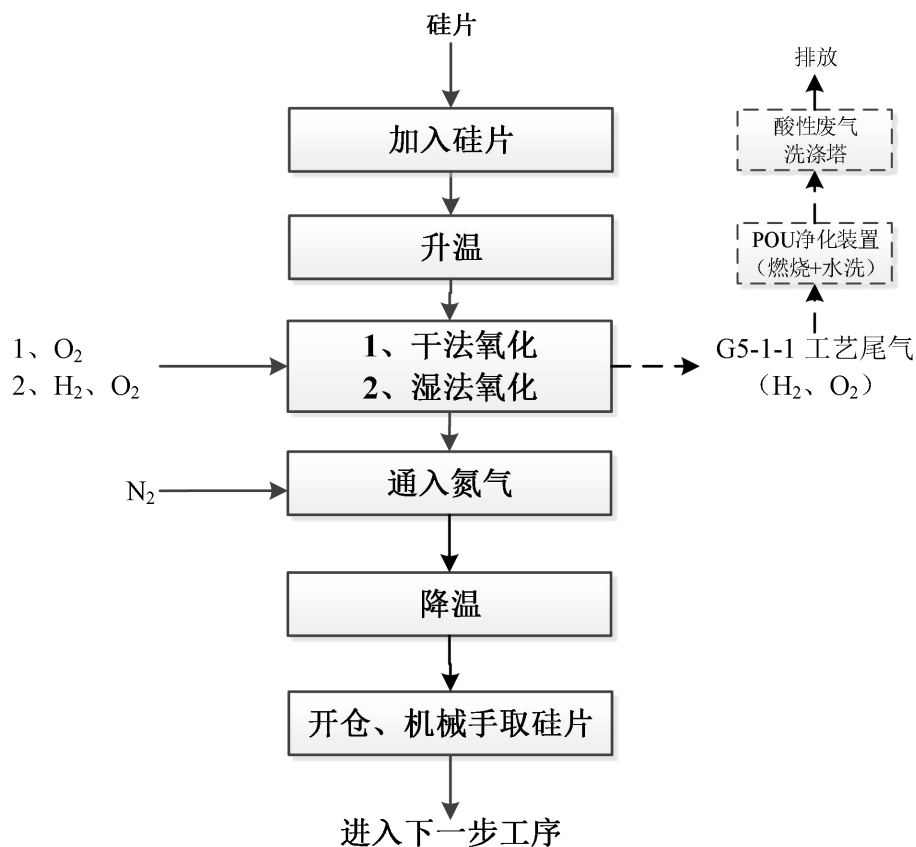 硅片
加入硅片
升温
1、O₂
2、H₂、O₂
1、干法氧化
2、湿法氧化
N₂
通入氮气
降温
开仓、机械手取硅片
进入下一步工序
排放
酸性废气
洗涤塔
POU净化装置
（燃烧+水洗）
G5-1-1 工艺尾气
（H₂、O₂）